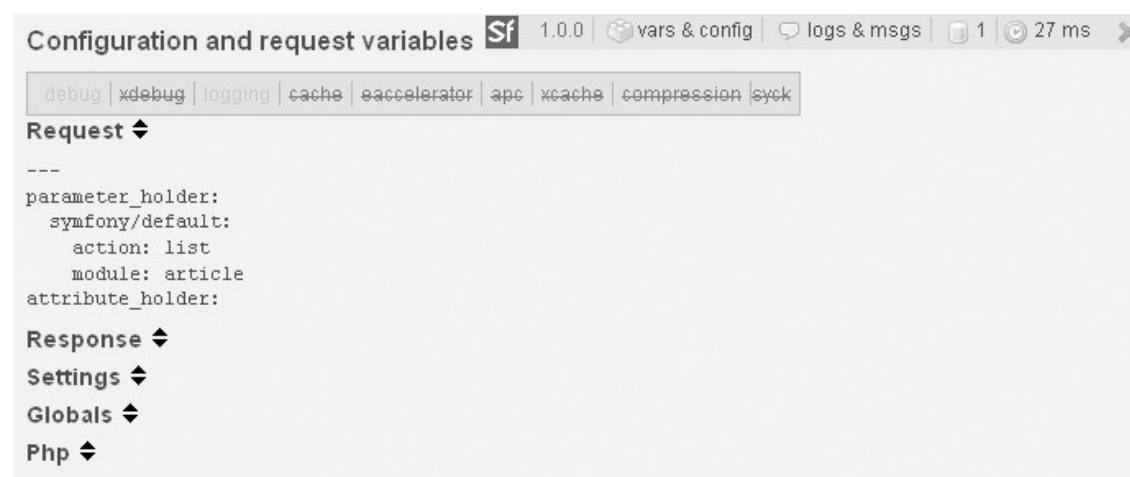 Configuration and request variables Sf 1.0.0 | vars & config | logs & msgs | 1 | 27 ms
debug | xdebug | logging | cache | eaccelerator | apc | xcache | compression | syck
Request
---
parameter_holder:
  symfony/default:
    action: list
    module: article
attribute_holder:
Response
Settings
Globals
Php